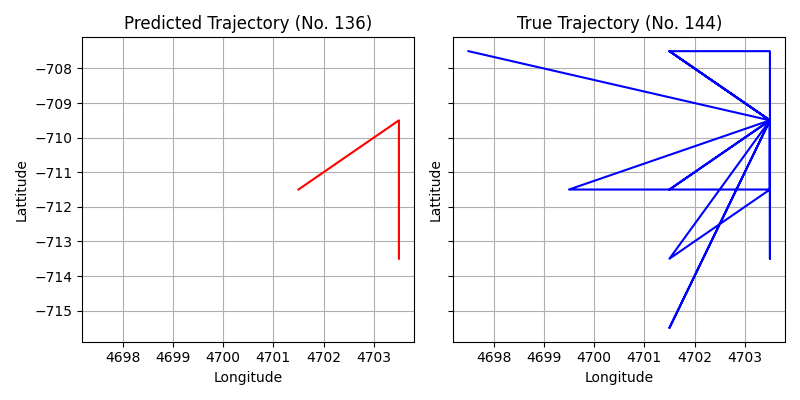 Predicted Trajectory (No. 136)
−708
−709
−710
−711
−712
−713
−714
−715
Lattitude
4698 4699 4700 4701 4702 4703
Longitude
True Trajectory (No. 144)
Lattitude
4698 4699 4700 4701 4702 4703
Longitude